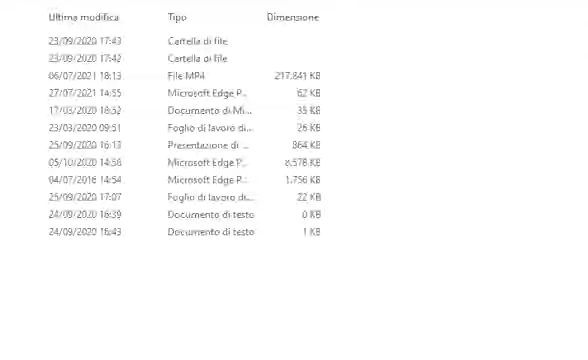 Ultima modifica Tipo Dimensione
23/09/2020 17:43 Cartella di file
23/09/2020 17:42 Cartella di file
06/07/2021 18:13 File MP4 217.841 KB
27/07/2021 14:55 Microsoft Edge P... 62 KB
17/03/2020 18:52 Documento di Mi... 35 KB
23/03/2020 09:51 Foglio di lavoro di... 26 KB
25/09/2020 16:13 Presentazione di ... 864 KB
05/10/2020 14:58 Microsoft Edge P... 8.578 KB
04/07/2016 14:54 Microsoft Edge P... 1.756 KB
25/09/2020 17:07 Foglio di lavoro di... 22 KB
24/09/2020 16:39 Documento di testo 0 KB
24/09/2020 16:43 Documento di testo 1 KB